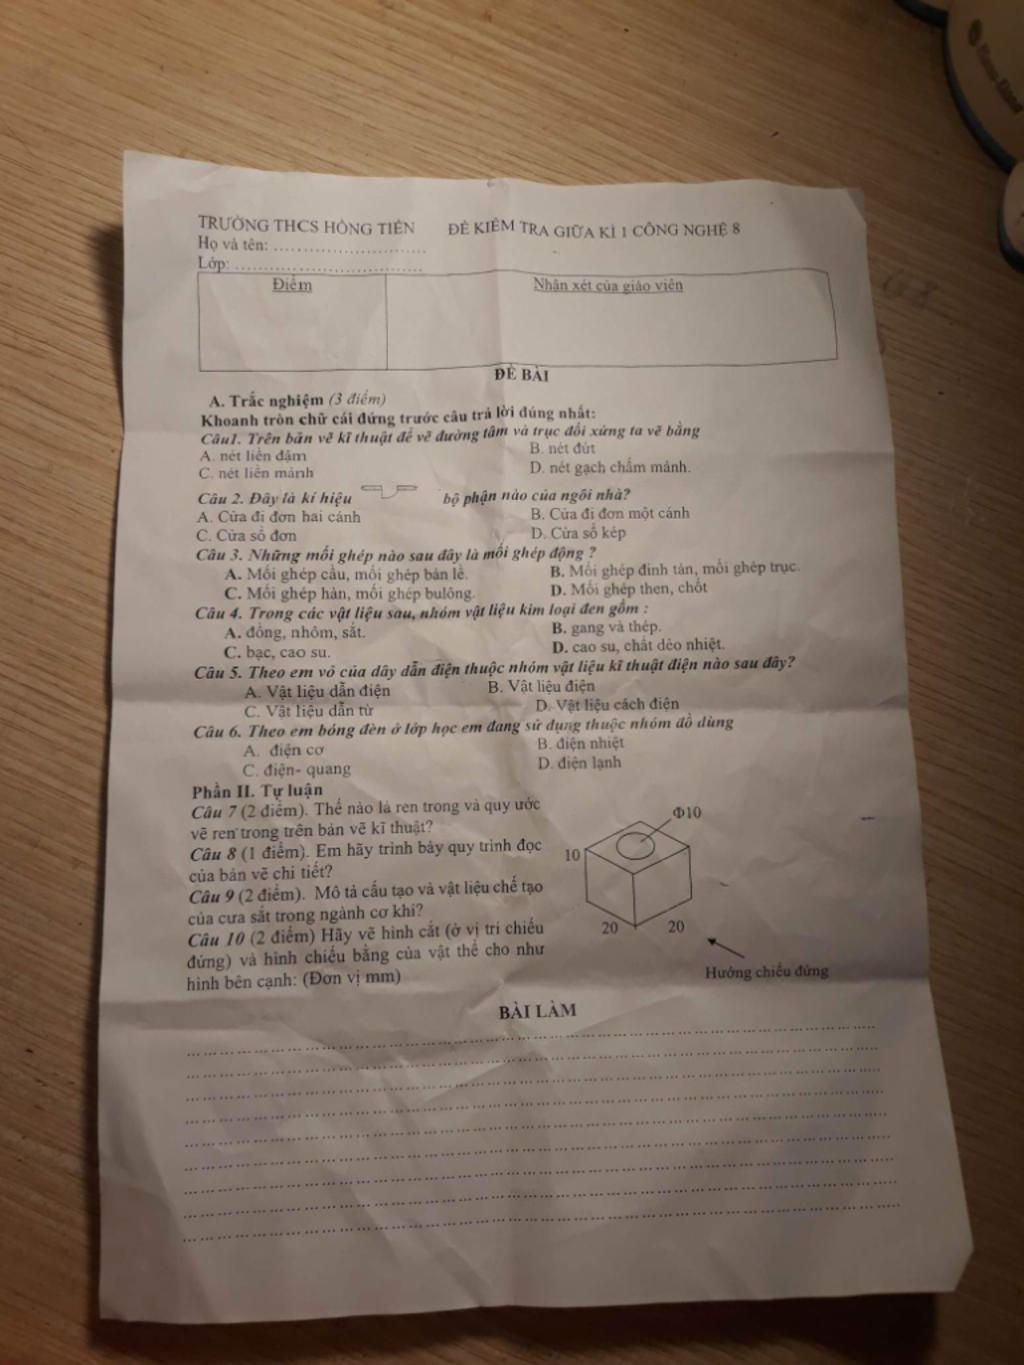 TRƯỜNG THCS HỒNG TIẾN ĐỀ KIỂM TRA GIỮA KÌ 1 CÔNG NGHỆ 8
Họ và tên: ................................
Lớp: ................................
Điểm Nhận xét của giáo viên
ĐỀ BÀI
A. Trắc nghiệm (3 điểm)
Khoanh tròn chữ cái đứng trước câu trả lời đúng nhất:
Câu1. Trên bản vẽ kĩ thuật để vẽ đường tâm và trục đối xứng ta vẽ bằng
A. nét liền đậm B. nét đứt
C. nét liền mảnh D. nét gạch chấm mảnh.
Câu 2. Đây là kí hiệu bộ phận nào của ngôi nhà?
A. Cửa đi đơn hai cánh B. Cửa đi đơn một cánh
C. Cửa sổ đơn D. Cửa sổ kép
Câu 3. Những mối ghép nào sau đây là mối ghép động ?
A. Mối ghép cầu, mối ghép bản lề. B. Mối ghép đinh tán, mối ghép trục.
C. Mối ghép hàn, mối ghép bulông. D. Mối ghép then, chốt
Câu 4. Trong các vật liệu sau, nhóm vật liệu kim loại đen gồm :
A. đồng, nhôm, sắt. B. gang và thép.
C. bạc, cao su. D. cao su, chất dẻo nhiệt.
Câu 5. Theo em vỏ của dây dẫn điện thuộc nhóm vật liệu kĩ thuật điện nào sau đây?
A. Vật liệu dẫn điện B. Vật liệu điện
C. Vật liệu dẫn từ D. Vật liệu cách điện
Câu 6. Theo em bóng đèn ở lớp học em đang sử dụng thuộc nhóm đồ dùng
A. điện cơ B. điện nhiệt
C. điện- quang D. điện lạnh
Phần II. Tự luận
Câu 7 (2 điểm). Thế nào là ren trong và quy ước
vẽ ren trong trên bản vẽ kĩ thuật?
Câu 8 (1 điểm). Em hãy trình bày quy trình đọc
của bản vẽ chi tiết?
Câu 9 (2 điểm). Mô tả cấu tạo và vật liệu chế tạo
của cưa sắt trong ngành cơ khí?
Câu 10 (2 điểm) Hãy vẽ hình cắt (ở vị trí chiếu
đứng) và hình chiếu bằng của vật thể cho như
hình bên cạnh: (Đơn vị mm)
Φ10
10
20 20
Hướng chiếu đứng
BÀI LÀM